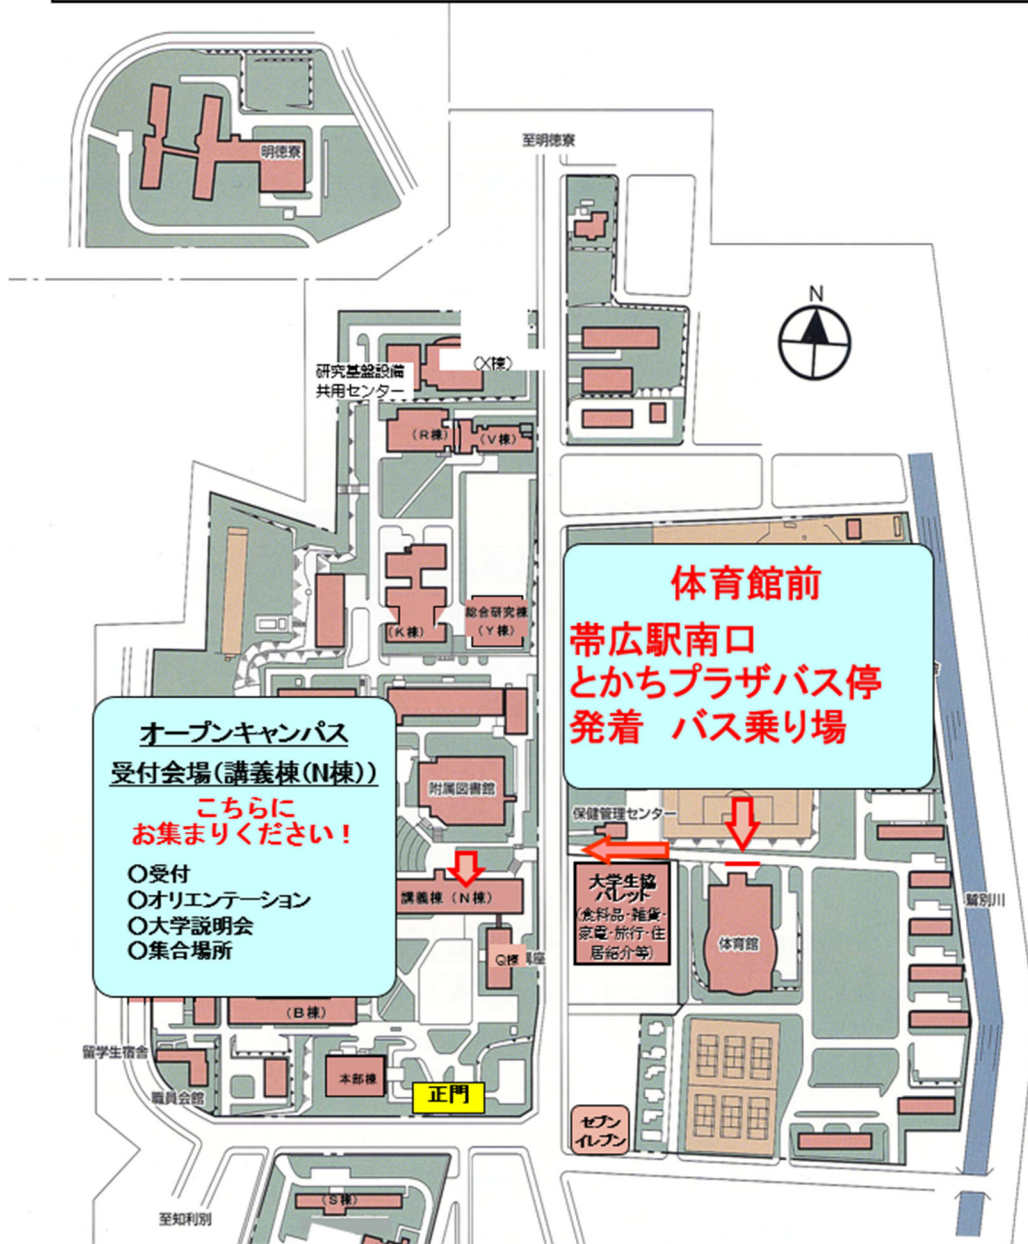 明徳寮
至明徳寮
N
研究基盤設備
共用センター
(X棟)
(R棟)
(V棟)
(K棟)
総合研究棟
(Y棟)
体育館前
帯広駅南口
とかちプラザバス停
発着 バス乗り場
オープンキャンパス
受付会場(講義棟(N棟))
こちらに
お集まりください!
○受付
○オリエンテーション
○大学説明会
○集合場所
附属図書館
保健管理センター
講義棟 (N棟)
大学生協
パレット
(食料品・雑貨・
家電・旅行・住
居紹介等)
体育館
鷲別川
Q棟
講座
(B棟)
留学生宿舎
職員会館
本部棟
正門
セブン
イレブン
(S棟)
至知利別